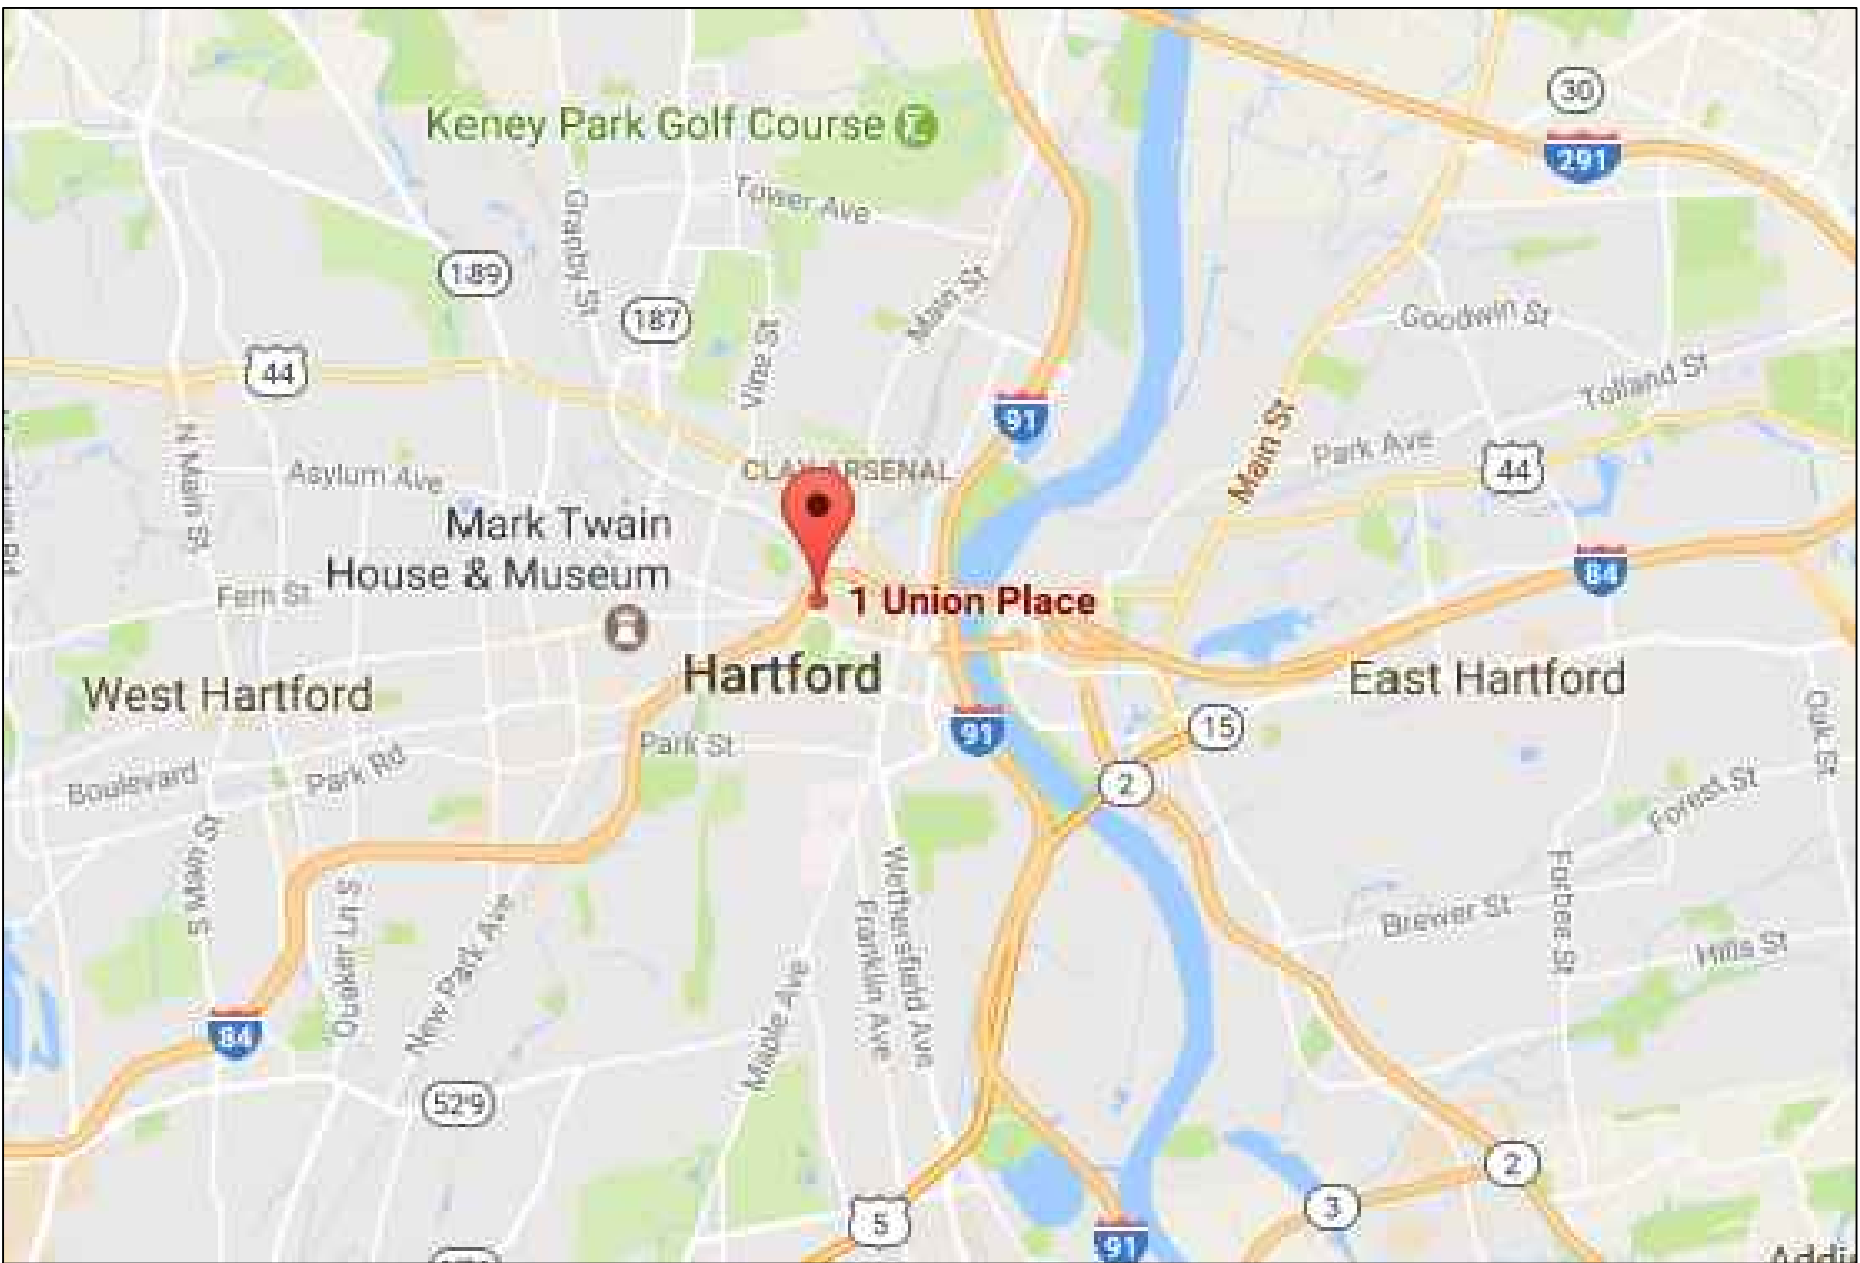 30
Keney Park Golf Course
291
Tower Ave
Granby St
189
Main St
187
Goodwin St
44
Vine St
Tolland St
91
N Main St
Main St
Park Ave
CLAY ARSENAL
44
Asylum Ave
Mark Twain
House & Museum
84
Fern St
1 Union Place
Hartford
East Hartford
West Hartford
91
15
Oak St
Park St
Park Rd
Boulevard
2
Forest St
S Main St
Wethersfield Ave
Franklin Ave
Forbes St
Brewer St
Quaker Ln S
New Park Ave
Hills St
Maple Ave
84
529
2
3
5
91